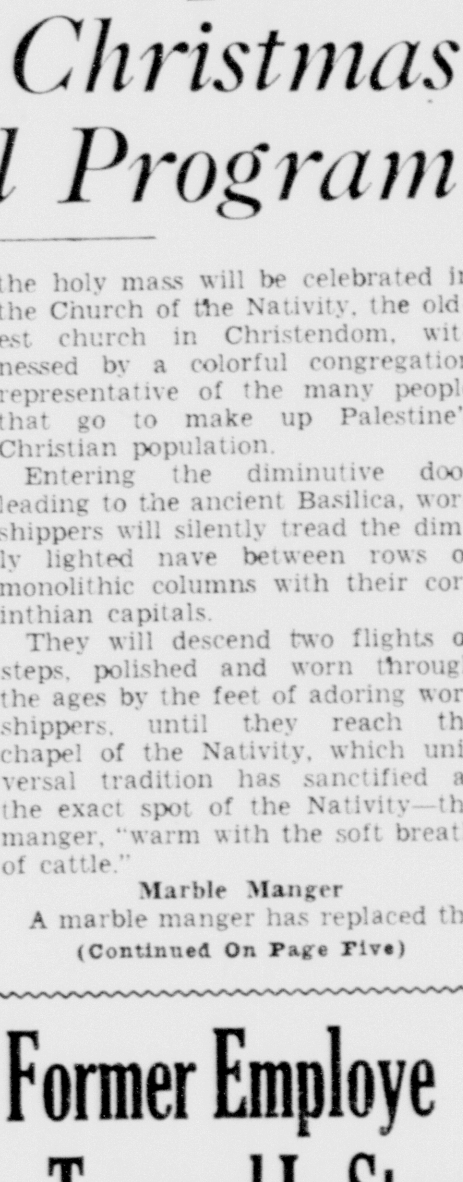 Christmas
l Program
the holy mass will be celebrated in
the Church of the Nativity, the old-
est church in Christendom, wit-
nessed by a colorful congregation
representative of the many peopl
that go to make up Palestine'
Christian population.
Entering the diminutive doo
leading to the ancient Basilica, wor-
shippers will silently tread the dim-
ly lighted nave between rows o
monolithic columns with their cor-
inthian capitals.
They will descend two flights o
steps, polished and worn throug
the ages by the feet of adoring wor-
shippers, until they reach th
chapel of the Nativity, which uni-
versal tradition has sanctified a
the exact spot of the Nativity—th
manger, "warm with the soft breat
of cattle."
Marble Manger
A marble manger has replaced th
(Continued On Page Five)
Former Employe